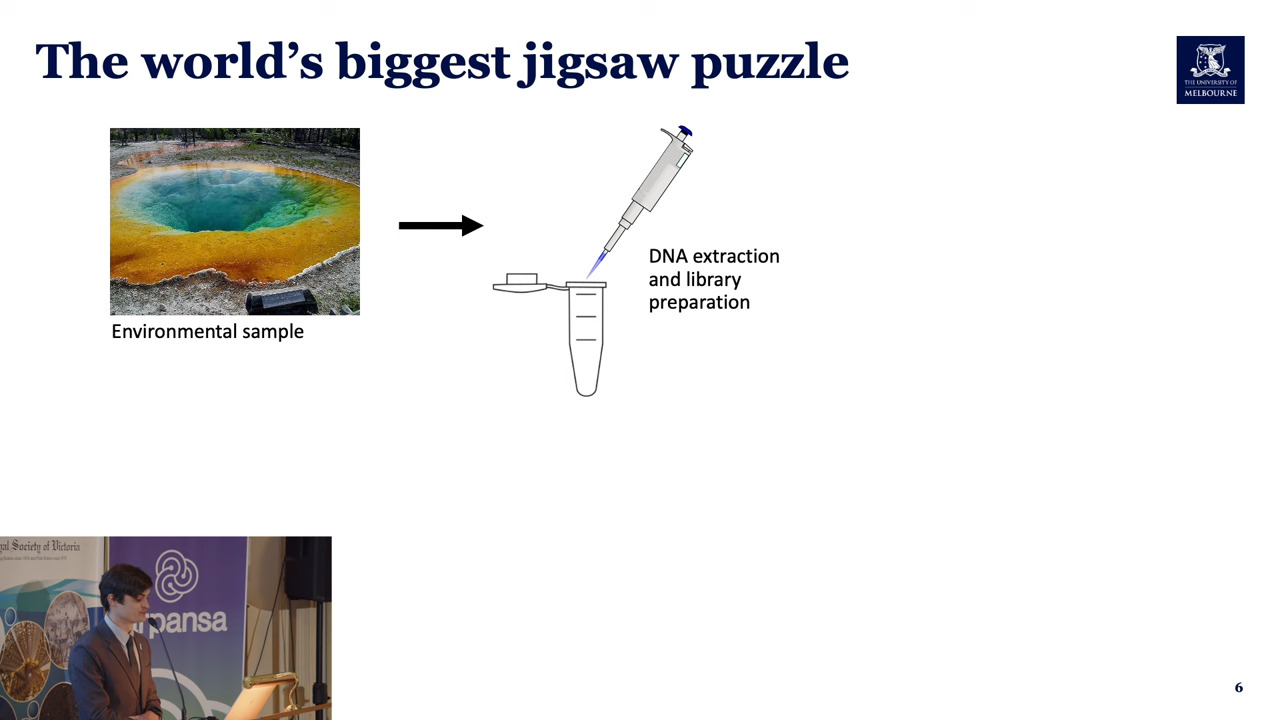 The world’s biggest jigsaw puzzle
THE UNIVERSITY OF
MELBOURNE
DNA extraction
and library
preparation
Environmental sample
Society of Victoria
pansa
6